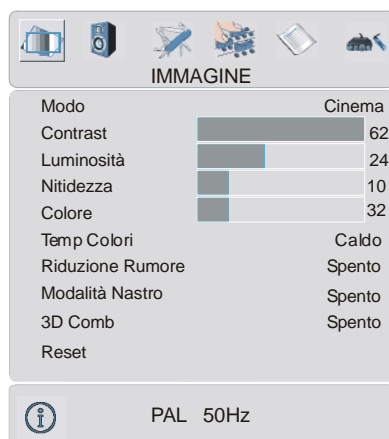 IMMAGINE
Modo Cinema
Contrast 62
Luminosità 24
Nitidezza 10
Colore 32
Temp Colori Caldo
Riduzione Rumore Spento
Modalità Nastro Spento
3D Comb Spento
Reset
PAL 50Hz